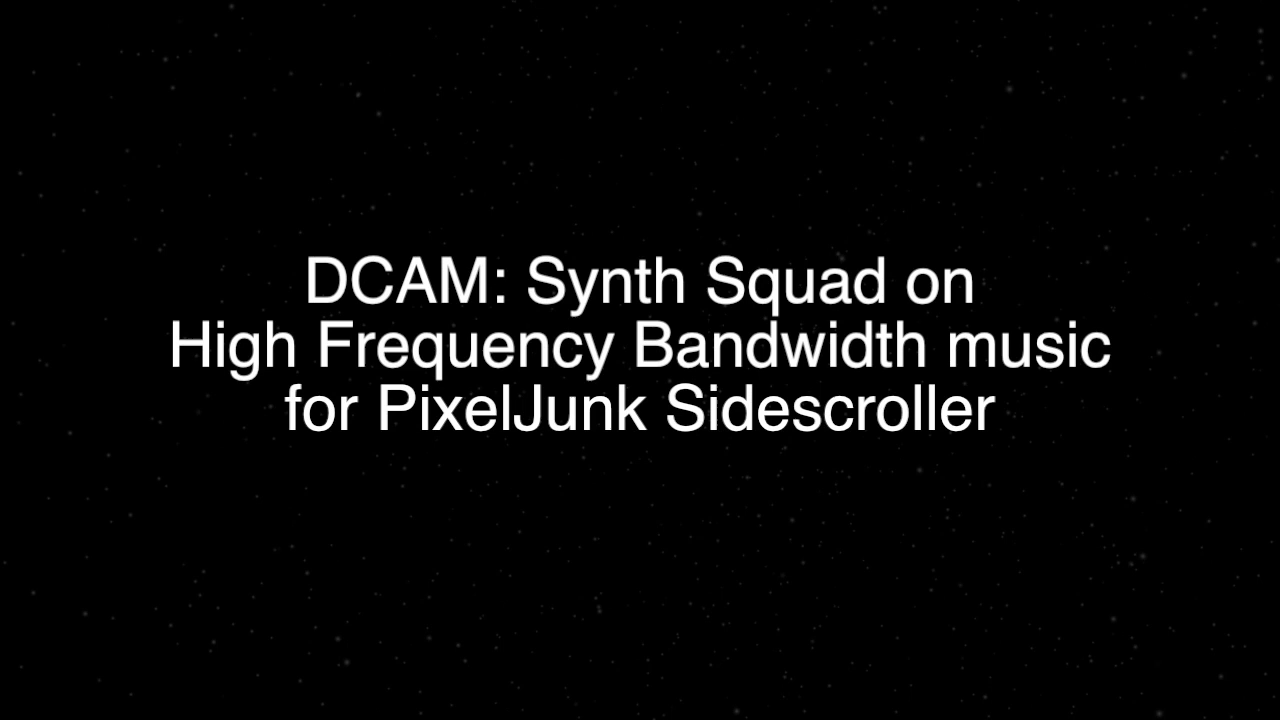 DCAM: Synth Squad on
High Frequency Bandwidth music
for PixelJunk Sidescroller